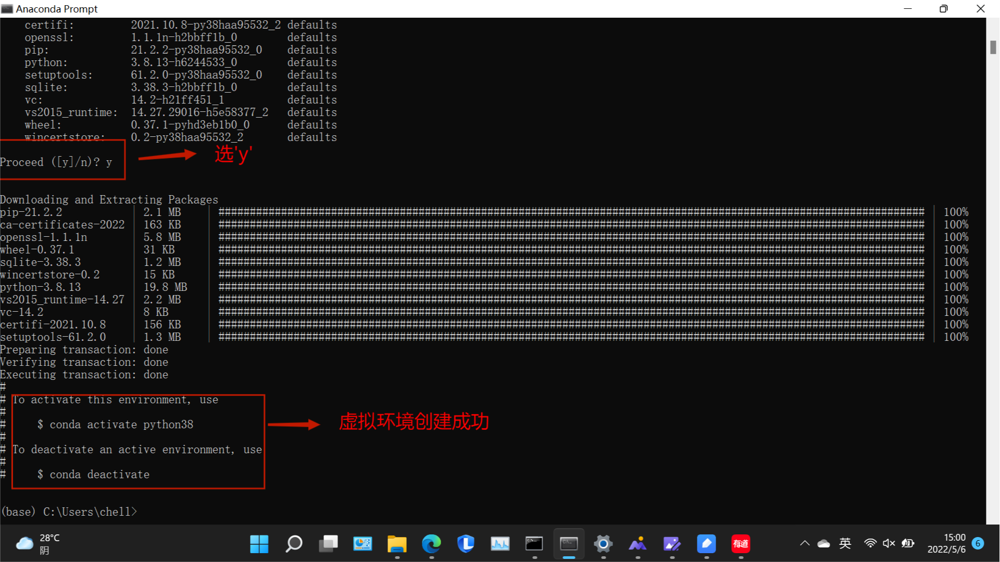 Anaconda Prompt
certifi: 2021.10.8-py38haa95532_2 defaults
openssl: 1.1.1n-h2bbff1b_0 defaults
pip: 21.2.2-py38haa95532_0 defaults
python: 3.8.13-h6244533_0 defaults
setuptools: 61.2.0-py38haa95532_0 defaults
sqlite: 3.38.3-h2bbff1b_0 defaults
vc: 14.2-h21ff451_1 defaults
vs2015_runtime: 14.27.29016-h5e58377_2 defaults
wheel: 0.37.1-pyhd3eb1b0_0 defaults
wincertstore: 0.2-py38haa95532_2 defaults
Proceed ([y]/n)? y
选'y'
Downloading and Extracting Packages
pip-21.2.2 | 2.1 MB | ################################################################################################################# | 100%
ca-certificates-2022 | 163 KB | ################################################################################################################# | 100%
openssl-1.1.1n | 5.8 MB | ################################################################################################################# | 100%
wheel-0.37.1 | 31 KB | ################################################################################################################# | 100%
sqlite-3.38.3 | 1.2 MB | ################################################################################################################# | 100%
wincertstore-0.2 | 15 KB | ################################################################################################################# | 100%
python-3.8.13 | 19.8 MB | ################################################################################################################# | 100%
vs2015_runtime-14.27 | 2.2 MB | ################################################################################################################# | 100%
vc-14.2 | 8 KB | ################################################################################################################# | 100%
certifi-2021.10.8 | 156 KB | ################################################################################################################# | 100%
setuptools-61.2.0 | 1.3 MB | ################################################################################################################# | 100%
Preparing transaction: done
Verifying transaction: done
Executing transaction: done
#
# To activate this environment, use
#
# $ conda activate python38
虚拟环境创建成功
#
# To deactivate an active environment, use
#
# $ conda deactivate
(base) C:\Users\chell>
28°C
阴
有道
英
15:00
2022/5/6
6